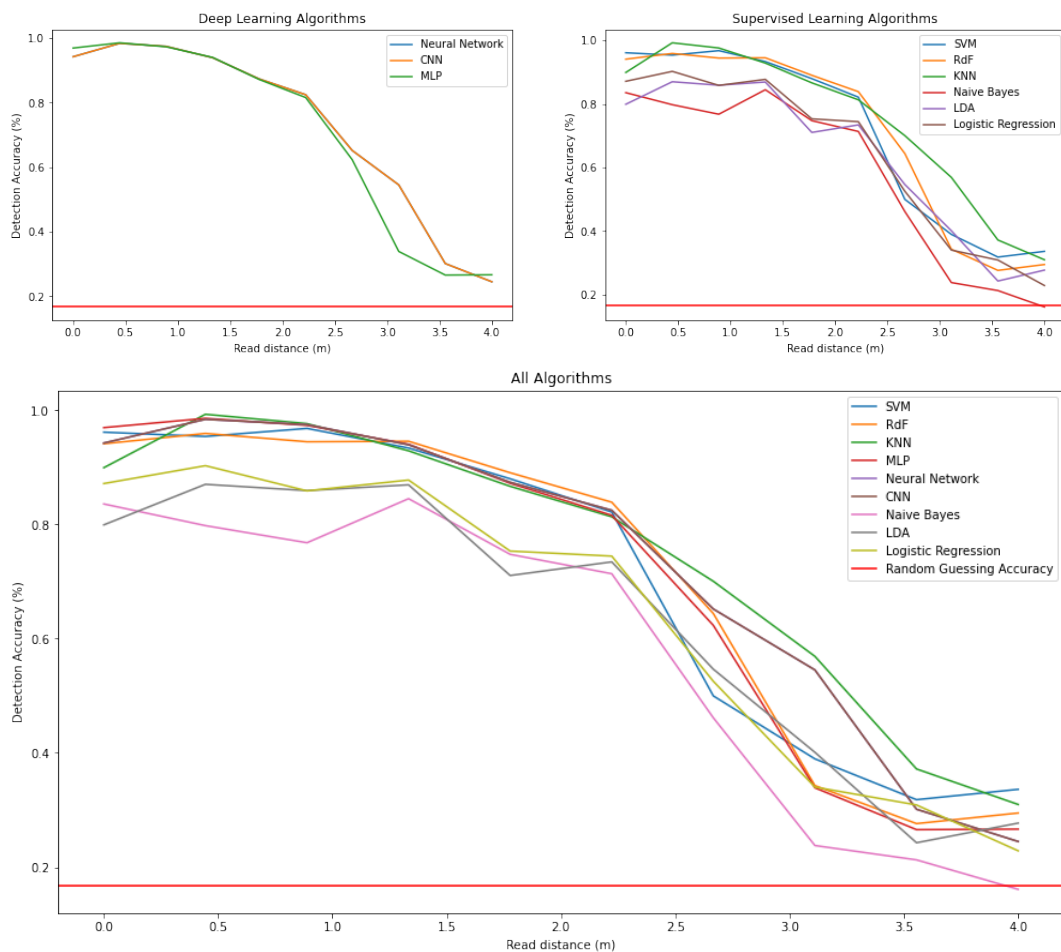 Deep Learning Algorithms
Detection Accuracy (%)
1.0
0.8
0.6
0.4
0.2
Neural Network
CNN
MLP
0.0 0.5 1.0 1.5 2.0 2.5 3.0 3.5 4.0
Read distance (m)
Supervised Learning Algorithms
Detection Accuracy (%)
1.0
0.8
0.6
0.4
0.2
SVM
RdF
KNN
Naive Bayes
LDA
Logistic Regression
0.0 0.5 1.0 1.5 2.0 2.5 3.0 3.5 4.0
Read distance (m)
All Algorithms
Detection Accuracy (%)
1.0
0.8
0.6
0.4
0.2
SVM
RdF
KNN
MLP
Neural Network
CNN
Naive Bayes
LDA
Logistic Regression
Random Guessing Accuracy
0.0 0.5 1.0 1.5 2.0 2.5 3.0 3.5 4.0
Read distance (m)